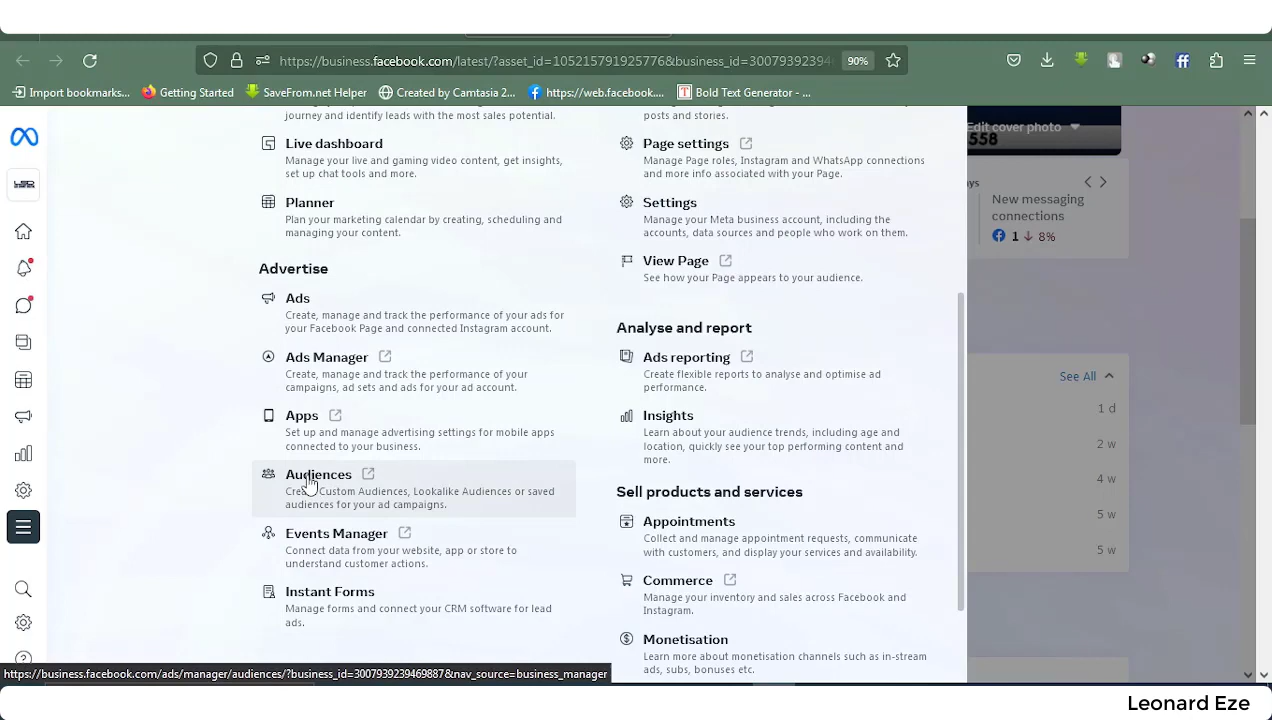 https://business.facebook.com/latest/?asset_id=105215791925776&business_id=300793923946
90%
Import bookmarks...
Getting Started
SaveFrom.net Helper
Created by Camtasia 2...
https://web.facebook....
Bold Text Generator - ...
journey and identify leads with the most sales potential.
Live dashboard
Manage your live and gaming video content, get insights,
set up chat tools and more.
Planner
Plan your marketing calendar by creating, scheduling and
managing your content.
Advertise
Ads
Create, manage and track the performance of your ads for
your Facebook Page and connected Instagram account.
Ads Manager
Create, manage and track the performance of your
campaigns, ad sets and ads for your ad account.
Apps
Set up and manage advertising settings for mobile apps
connected to your business.
Audiences
Create Custom Audiences, Lookalike Audiences or saved
audiences for your ad campaigns.
Events Manager
Connect data from your website, app or store to
understand customer actions.
Instant Forms
Manage forms and connect your CRM software for lead
ads.
posts and stories.
Page settings
Manage Page roles, Instagram and WhatsApp connections
and more info associated with your Page.
Settings
Manage your Meta business account, including the
accounts, data sources and people who work on them.
View Page
See how your Page appears to your audience.
Analyse and report
Ads reporting
Create flexible reports to analyse and optimise ad
performance.
Insights
Learn about your audience trends, including age and
location, quickly see your top performing content and
more.
Sell products and services
Appointments
Collect and manage appointment requests, communicate
with customers, and display your services and availability.
Commerce
Manage your inventory and sales across Facebook and
Instagram.
Monetisation
Learn more about monetisation channels such as in-stream
ads, subs, bonuses etc.
Edit cover photo
558
ys
New messaging
connections
1 ↓ 8%
See All
1 d
2 w
4 w
5 w
5 w
https://business.facebook.com/ads/manager/audiences/?business_id=3007939239469887&nav_source=business_manager
Leonard Eze